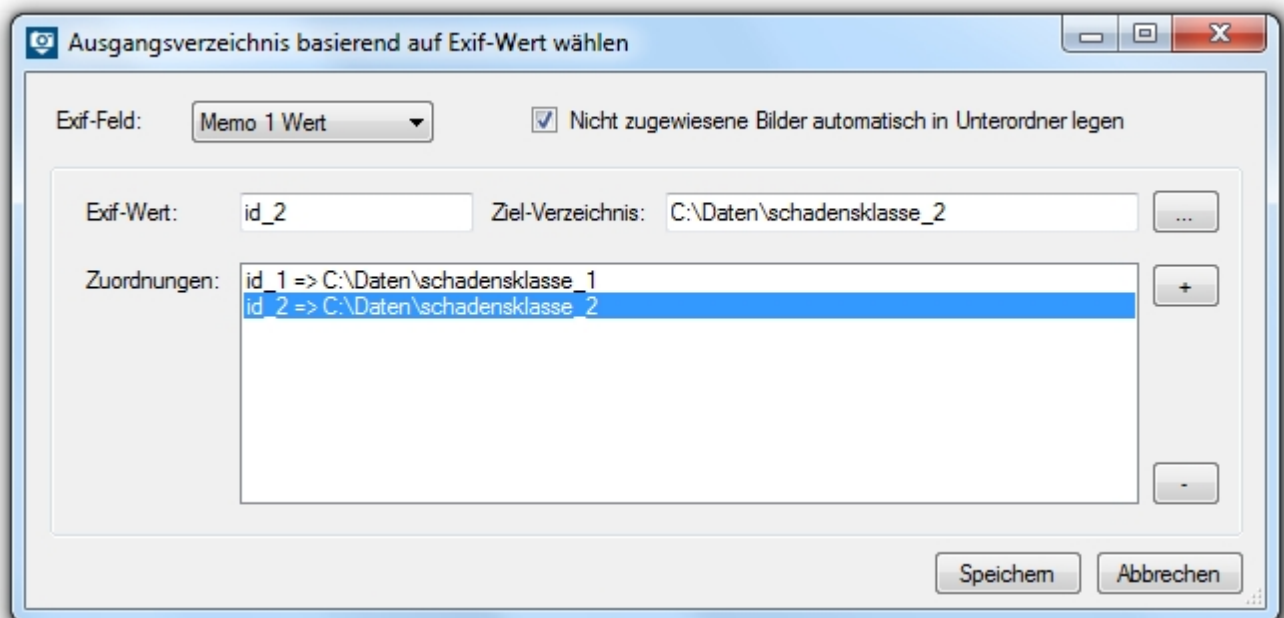 Ausgangsverzeichnis basierend auf Exif-Wert wählen
Exif-Feld: Memo 1 Wert Nicht zugewiesene Bilder automatisch in Unterordner legen
Exif-Wert: id_2 Ziel-Verzeichnis: C:\Daten\schadensklasse_2 ...
Zuordnungen: id_1 => C:\Daten\schadensklasse_1 +
id_2 => C:\Daten\schadensklasse_2
-
Speichern Abbrechen